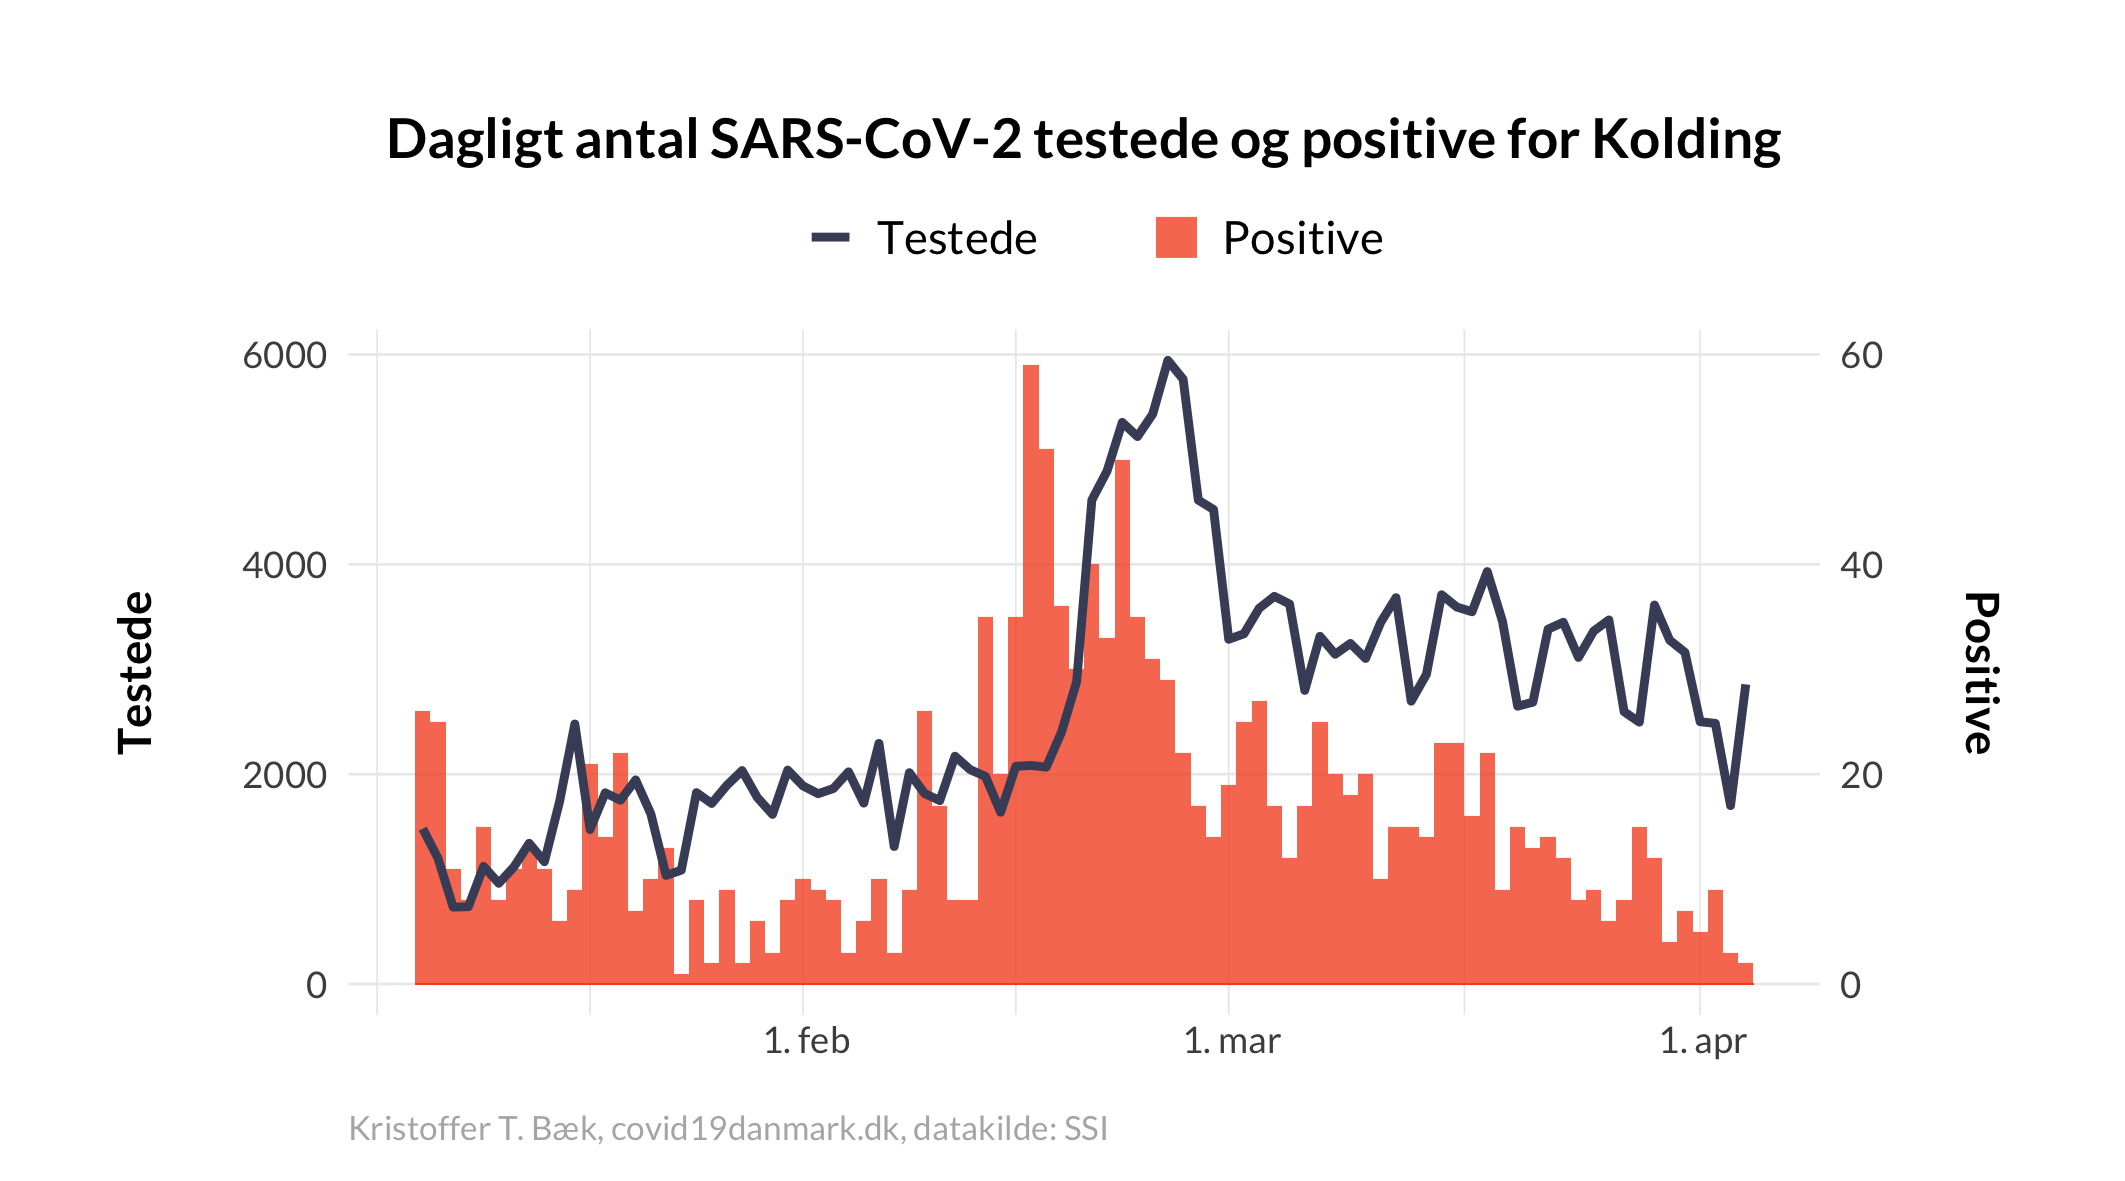 Dagligt antal SARS-CoV-2 testede og positive for Kolding
Testede Positive
6000 60
4000 40
2000 20
0 0
Testede
Positive
1. feb 1. mar 1. apr
Kristoffer T. Bæk, covid19danmark.dk, datakilde: SSI